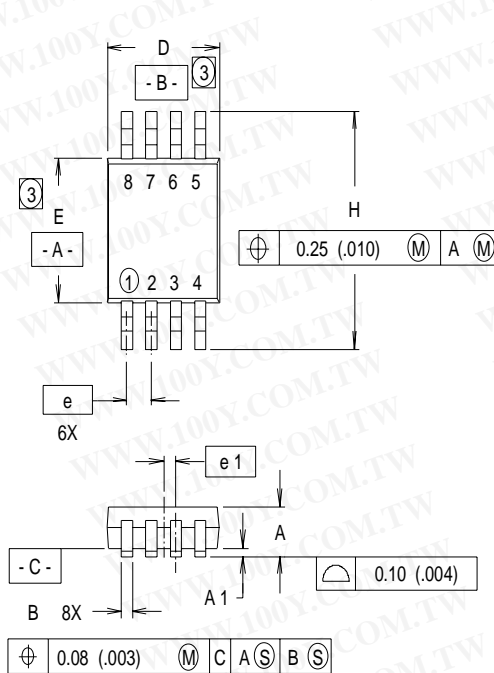 D
- B -
3
8 7 6 5
3
E
- A -
H
⌖ 0.25 (.010) Ⓜ A Ⓜ
① 2 3 4
e
6X
e 1
A
- C -
A 1
⌓ 0.10 (.004)
B 8X
⌖ 0.08 (.003) Ⓜ C A Ⓢ B Ⓢ
WWW.100Y.COM.TW